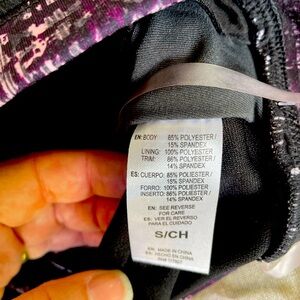 EN: BODY 85% POLYESTER /
15% SPANDEX
LINING: 100% POLYESTER
TRIM: 86% POLYESTER /
14% SPANDEX
ES: CUERPO: 85% POLIESTER /
15% SPANDEX
FORRO: 100% POLIESTER
INSERTO: 86% POLIESTER /
14% SPANDEX
EN: SEE REVERSE
FOR CARE
ES: VER EL REVERSO
PARA EL CUIDADO
S/CH
EN: MADE IN CHINA
ES: HECHO EN CHINA